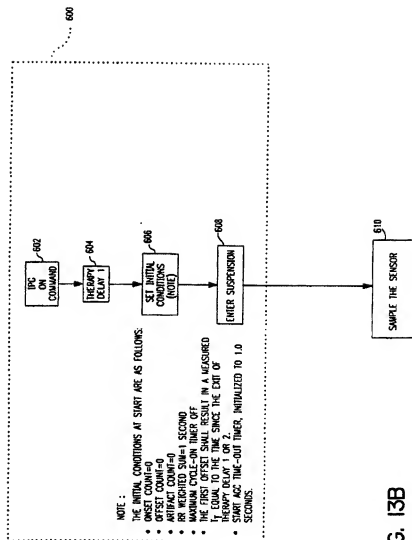 600
602
IPG
ON
COMMAND
604
THERAPY
DELAY 1
606
SET INITIAL
CONDITIONS
(NOTE)
608
ENTER SUSPENSION
610
SAMPLE THE SENSOR
NOTE :
THE INITIAL CONDITIONS AT START ARE AS FOLLOWS:
• ONSET COUNT=0
• OFFSET COUNT=0
• ARTIFACT COUNT=0
• RR WEIGHTED SUM=1 SECOND
• MAXIMUM CYCLE-ON TIMER OFF
• THE FIRST OFFSET SHALL RESULT IN A MEASURED
TT EQUAL TO THE TIME SINCE THE EXIT OF
THERAPY DELAY 1 OR 2.
• START AGC TIME-OUT TIMER, INITIALIZED TO 1.0
SECONDS.
G. 13B